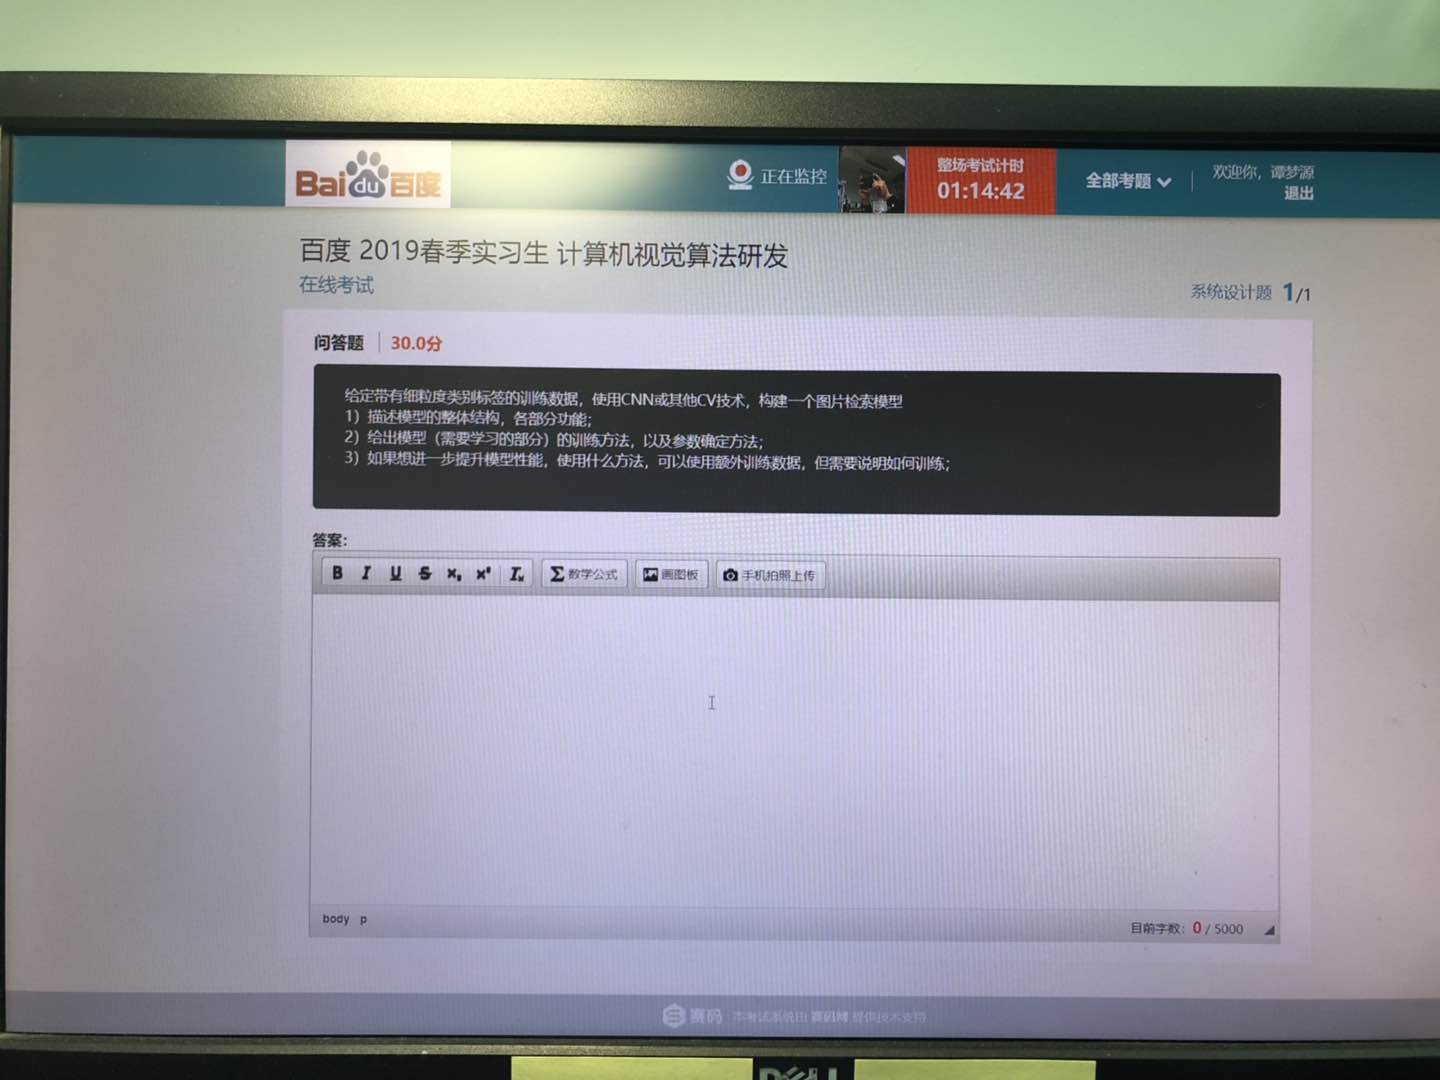 Bai du 百度
正在监控
整场考试计时
01:14:42
全部考题
欢迎你，谭梦源
退出
百度 2019春季实习生 计算机视觉算法研发
在线考试
系统设计题 1/1
问答题 30.0分
给定带有细粒度类别标签的训练数据，使用CNN或其他CV技术，构建一个图片检索模型
1）描述模型的整体结构，各部分功能；
2）给出模型（需要学习的部分）的训练方法，以及参数确定方法；
3）如果想进一步提升模型性能，使用什么方法，可以使用额外训练数据，但需要说明如何训练；
答案：
B I U S x₂ x² Iₓ Σ数学公式 画图板 手机拍照上传
body p
目前字数：0 / 5000
赛码 本考试系统由 赛码网 提供技术支持
DELL